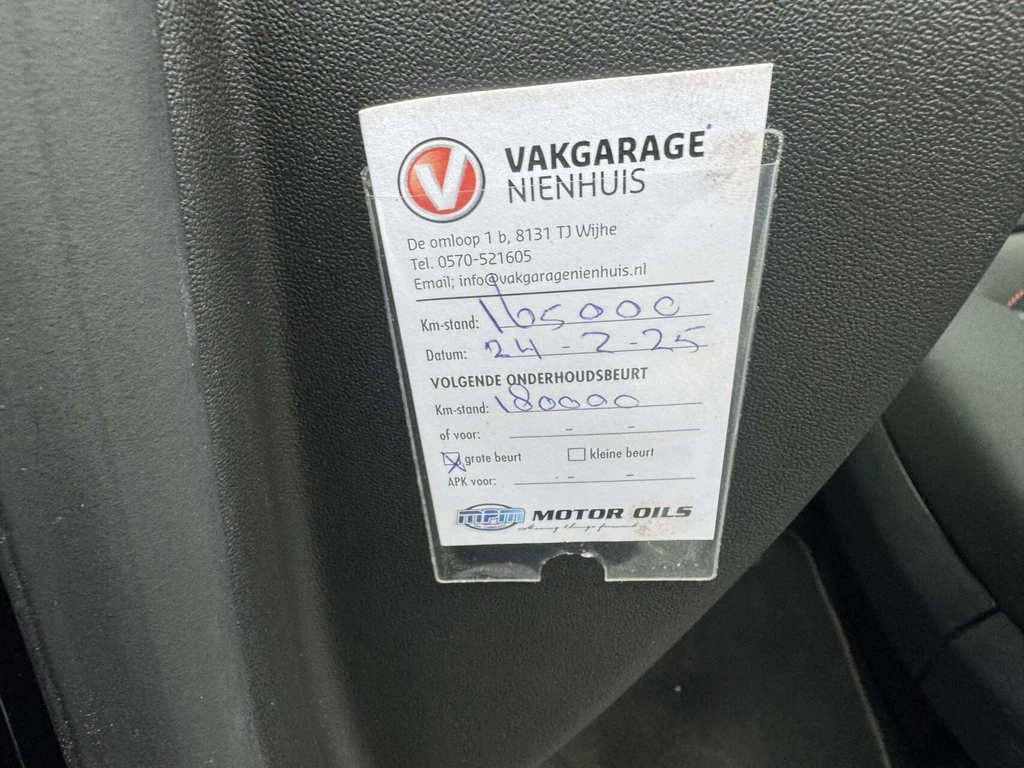 V VAKGARAGE
NIENHUIS
De omloop 1 b, 8131 TJ Wijhe
Tel. 0570-521605
Email; info@vakgaragenienhuis.nl
Km-stand: 165000
Datum: 24-2-25
VOLGENDE ONDERHOUDSBEURT
Km-stand: 180000
of voor: - -
grote beurt kleine beurt
APK voor: - -
MPM MOTOR OILS